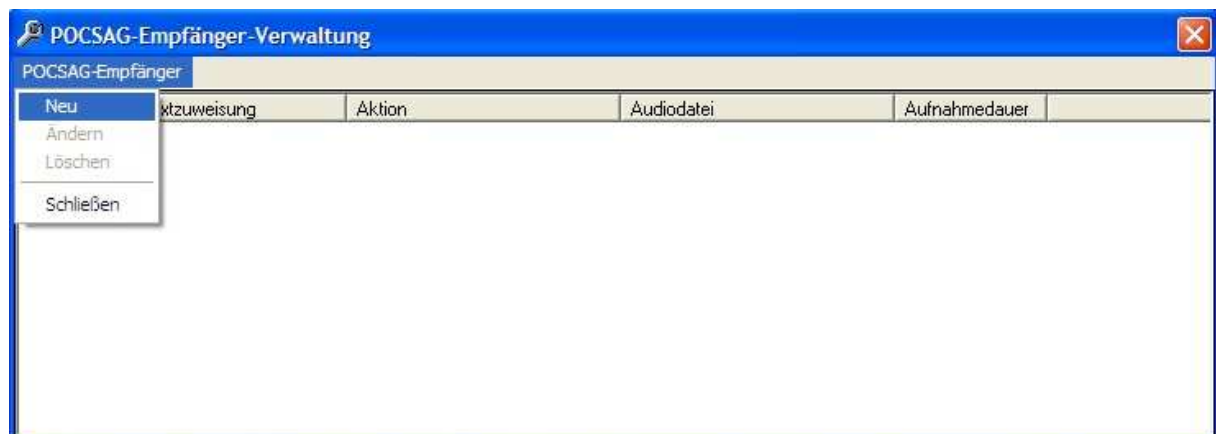 POCSAG-Empfänger-Verwaltung
POCSAG-Empfänger
Neu
xtzuweisung Aktion Audiodatei Aufnahmedauer
Ändern
Löschen
Schließen